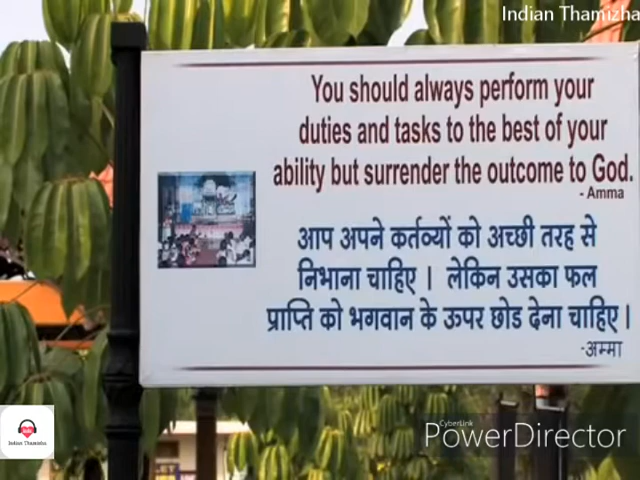 Indian Thamizha
You should always perform your
duties and tasks to the best of your
ability but surrender the outcome to God.
- Amma
आप अपने कर्तव्यों को अच्छी तरह से
निभाना चाहिए । लेकिन उसका फल
प्राप्ति को भगवान के ऊपर छोड देना चाहिए ।
-अम्मा
Indian Thamizha
CyberLink
PowerDirector